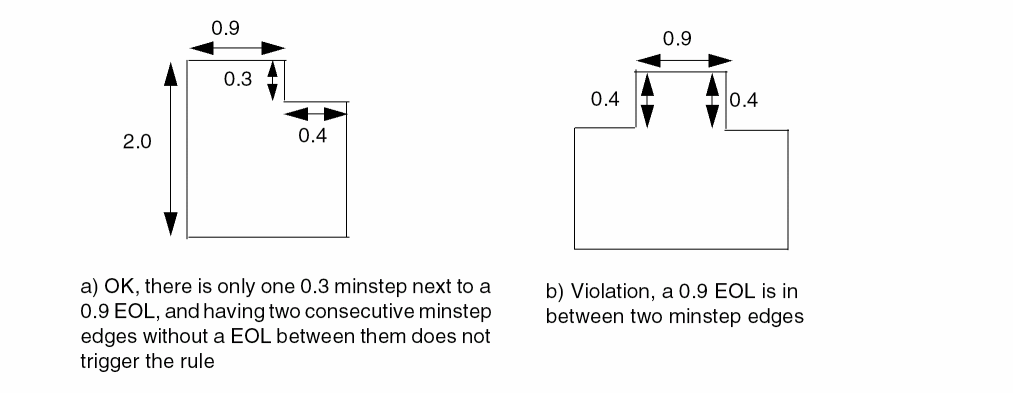 0.9
0.3
0.4
2.0
a) OK, there is only one 0.3 minstep next to a
0.9 EOL, and having two consecutive minstep
edges without a EOL between them does not
trigger the rule
0.9
0.4
0.4
b) Violation, a 0.9 EOL is in
between two minstep edges